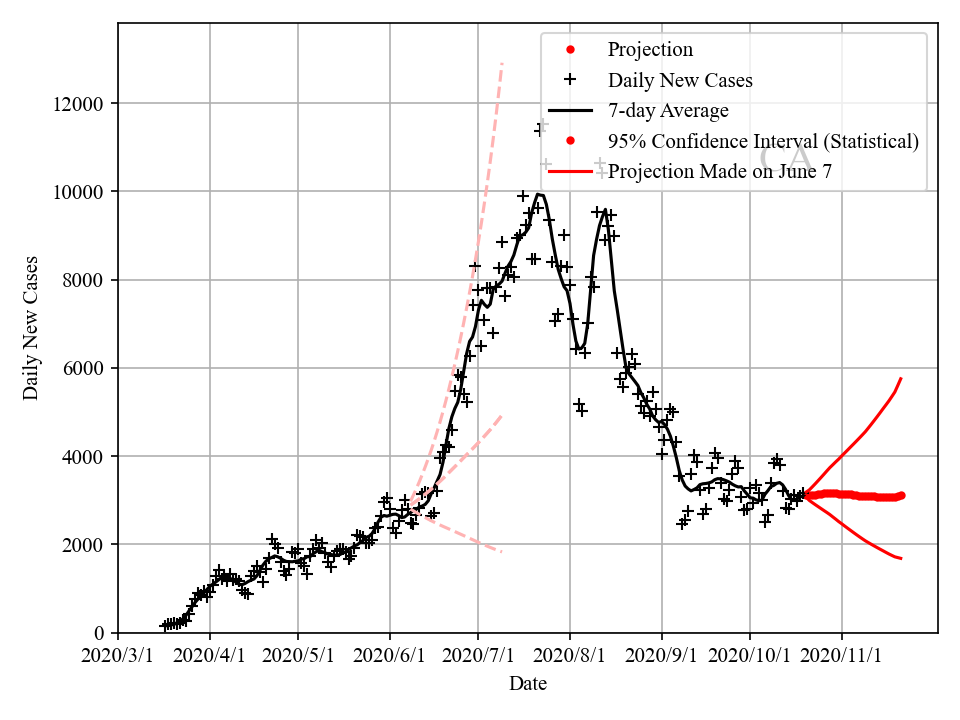 Projection
Daily New Cases
7-day Average
95% Confidence Interval (Statistical)
Projection Made on June 7
CA
12000
10000
8000
6000
4000
2000
0
Daily New Cases
2020/3/1 2020/4/1 2020/5/1 2020/6/1 2020/7/1 2020/8/1 2020/9/1 2020/10/1 2020/11/1
Date